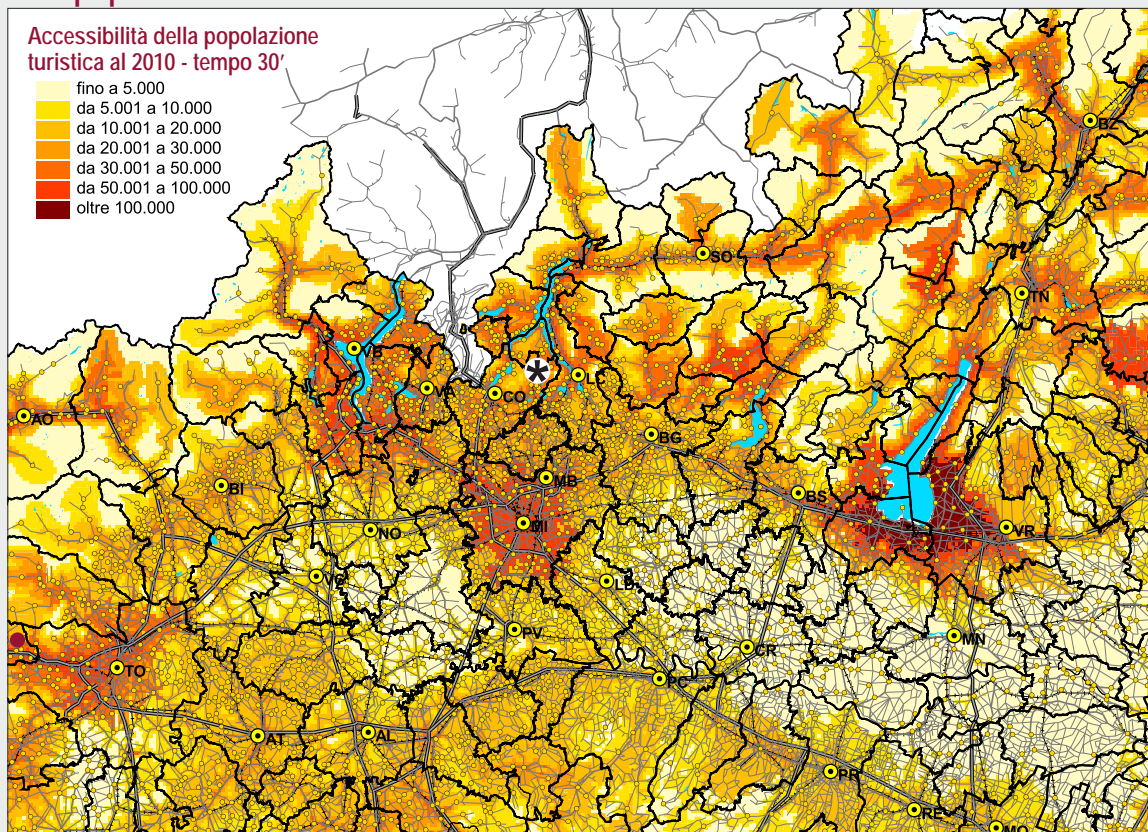 Accessibilità della popolazione
turistica al 2010 - tempo 30'
fino a 5.000
da 5.001 a 10.000
da 10.001 a 20.000
da 20.001 a 30.000
da 30.001 a 50.000
da 50.001 a 100.000
oltre 100.000
BZ
SO
TN
VB
VA
CO
LC
AO
BG
BI
MB
BS
MI
NO
VR
VC
LO
PV
MN
CR
TO
PC
AT
AL
PR
RE